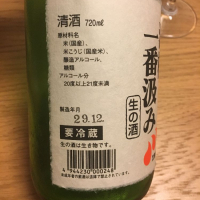 清酒 720ml
原材料名
米(国産)、
米こうじ(国産米)、
醸造アルコール、
糖類
アルコール分
20度以上21度未満
製造年月
29.12
要冷蔵
生の酒は生き物です。
4 944230 000248
一番汲み
生の酒